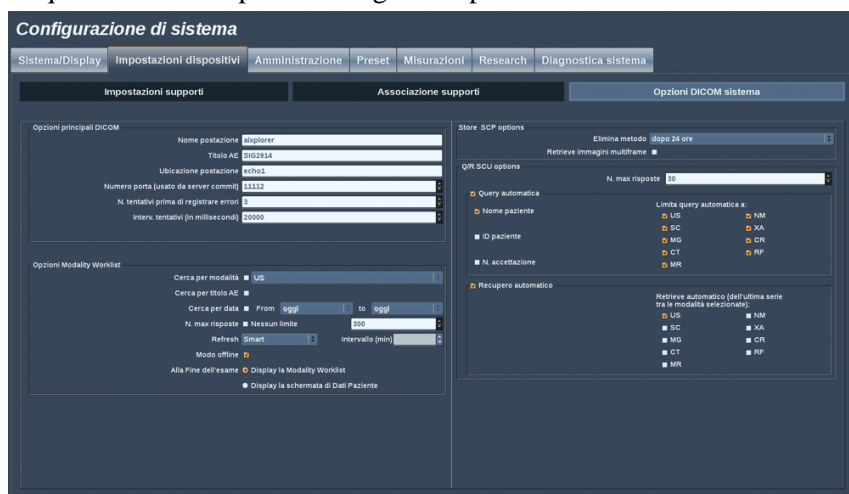 Configurazione di sistema
Sistema/Display Impostazioni dispositivi Amministrazione Preset Misurazioni Research Diagnostica sistema
Impostazioni supporti Associazione supporti Opzioni DICOM sistema
Opzioni principali DICOM
Nome postazione aixplorer
Titolo AE SIG2914
Ubicazione postazione echo1
Numero porta (usato da server commit) 11112
N. tentativi prima di registrare errori 3
Interv. tentativi (in millisecondi) 20000
Opzioni Modality Worklist
Cerca per modalità US
Cerca per titolo AE
Cerca per data From oggi to oggi
N. max risposte Nessun limite 300
Refresh Smart Intervallo (min)
Modo offline
Alla Fine dell'esame Display la Modality Worklist
Display la schermata di Dati Paziente
Store SCP options
Elimina metodo dopo 24 ore
Retrieve immagini multiframe
Q/R SCU options
N. max risposte 30
Query automatica
Limita query automatica a:
Nome paziente US NM
SC XA
ID paziente MG CR
CT RF
N. accettazione MR
Recupero automatico
Retrieve automatico (dell'ultima serie
tra le modalità selezionate):
US NM
SC XA
MG CR
CT RF
MR